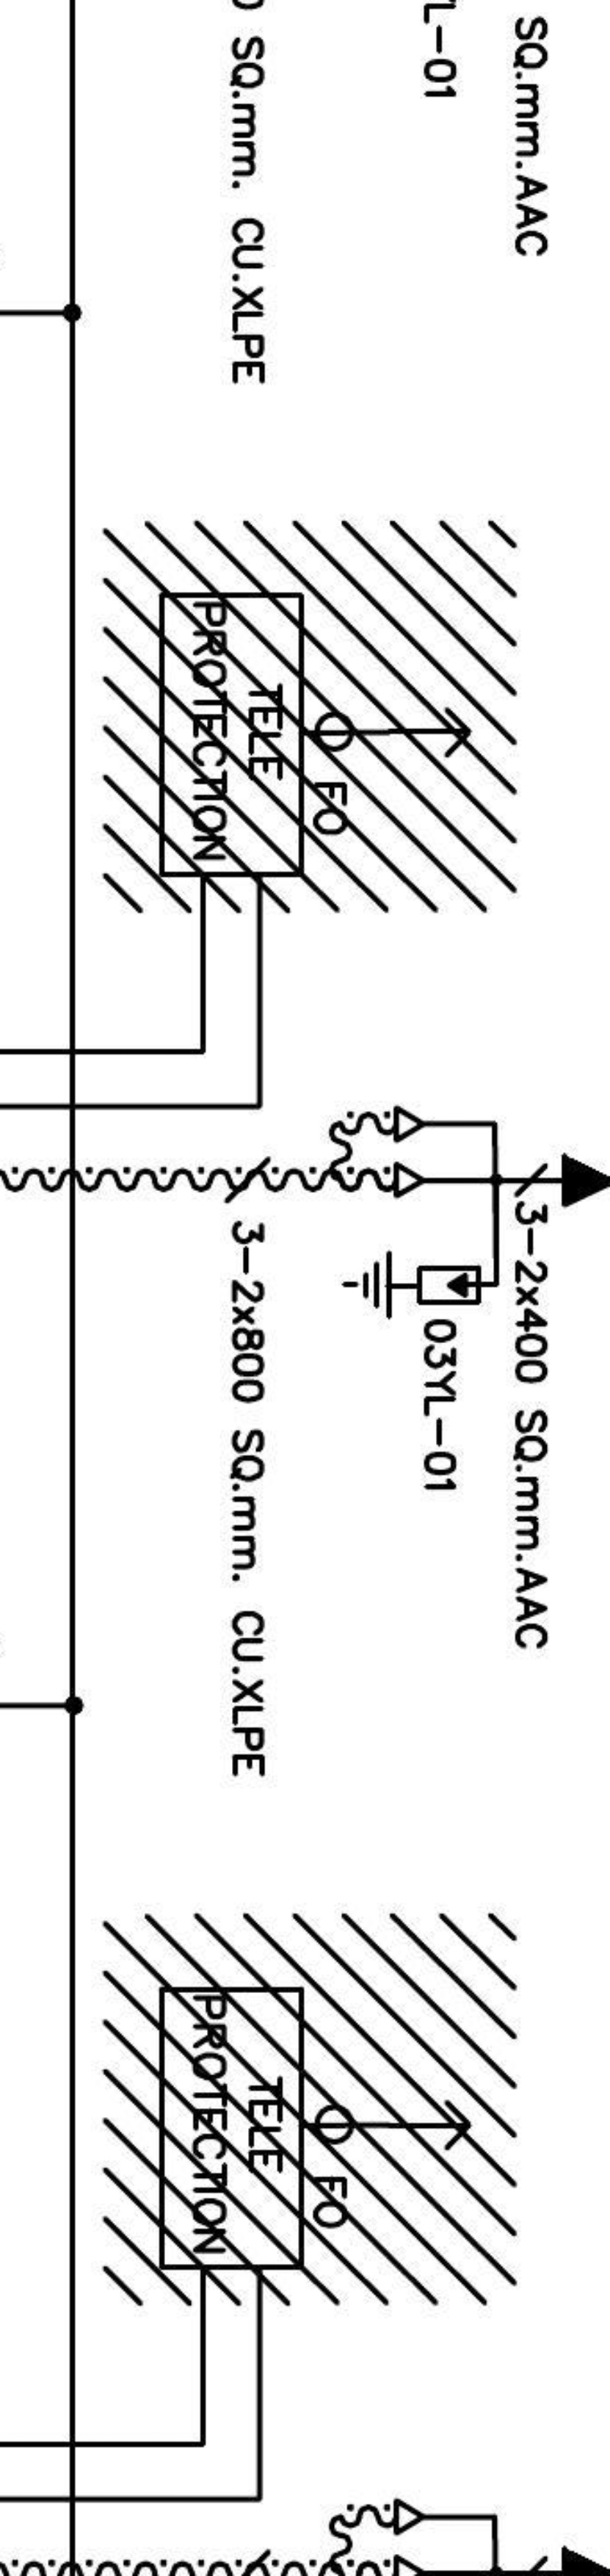 SQ.mm.AAC
L-01
SQ.mm. CU.XLPE
TELE
PROTECTION
FO
3-2x400 SQ.mm.AAC
03YL-01
3-2x800 SQ.mm. CU.XLPE
TELE
PROTECTION
FO